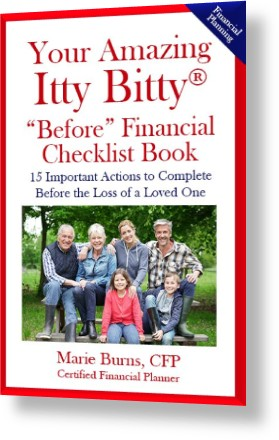 Financial
Planning
Your Amazing
Itty Bitty®
“Before” Financial
Checklist Book
15 Important Actions to Complete
Before the Loss of a Loved One
Marie Burns, CFP
Certified Financial Planner